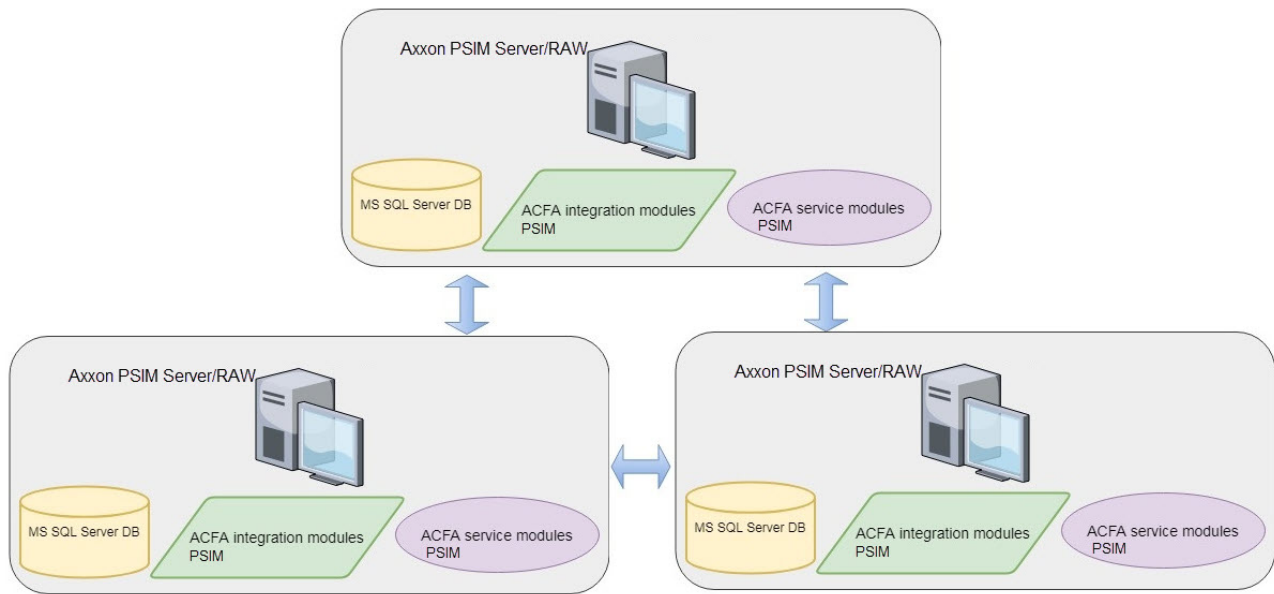 Axxon PSIM Server/RAW
MS SQL Server DB
ACFA integration modules
PSIM
ACFA service modules
PSIM
Axxon PSIM Server/RAW
MS SQL Server DB
ACFA integration modules
PSIM
ACFA service modules
PSIM
Axxon PSIM Server/RAW
MS SQL Server DB
ACFA integration modules
PSIM
ACFA service modules
PSIM